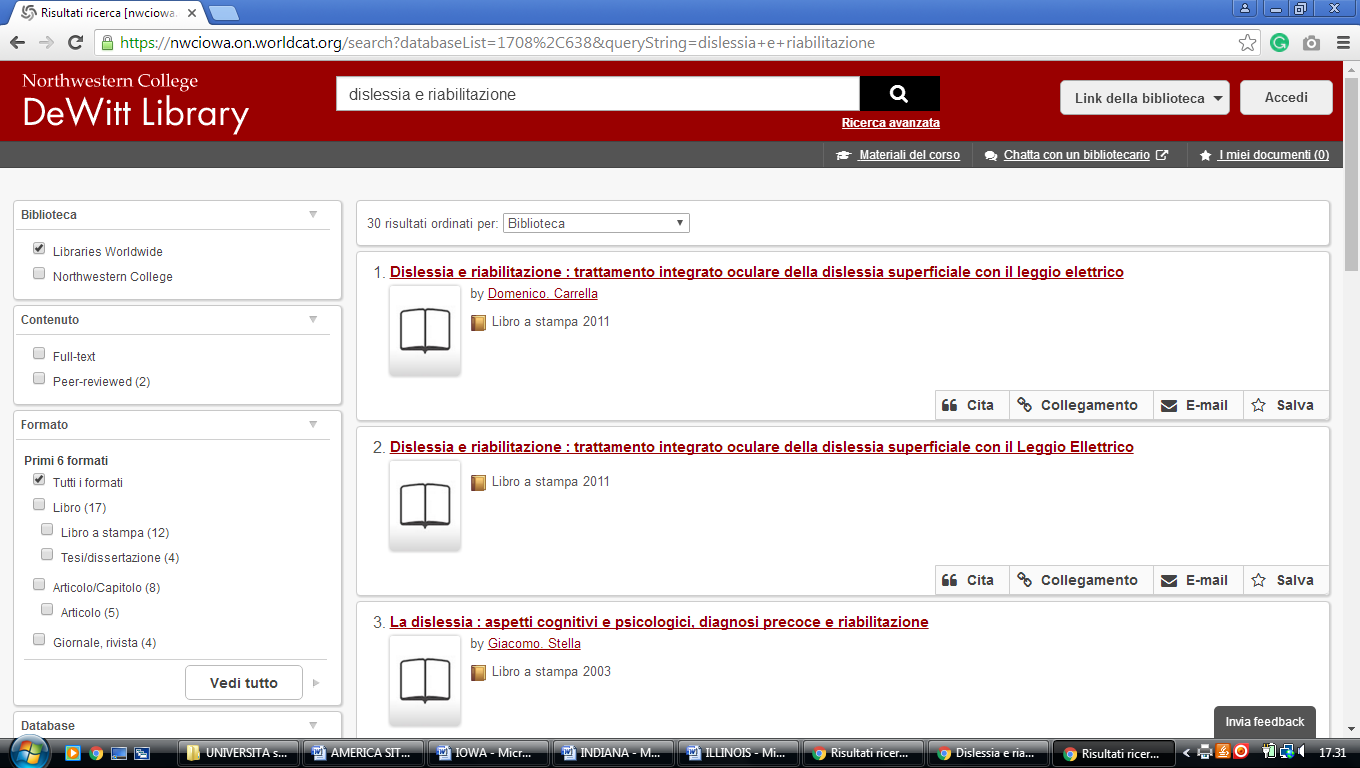 Risultati ricerca [nwciowa.
https://nwciowa.on.worldcat.org/search?databaseList=1708%2C638&queryString=dislessia+e+riabilitazione
Northwestern College
DeWitt Library
dislessia e riabilitazione
Ricerca avanzata
Link della biblioteca
Accedi
Materiali del corso
Chatta con un bibliotecario
I miei documenti (0)
Biblioteca
Libraries Worldwide
Northwestern College
Contenuto
Full-text
Peer-reviewed (2)
Formato
Primi 6 formati
Tutti i formati
Libro (17)
Libro a stampa (12)
Tesi/dissertazione (4)
Articolo/Capitolo (8)
Articolo (5)
Giornale, rivista (4)
Vedi tutto
Database
30 risultati ordinati per: Biblioteca
1. Dislessia e riabilitazione : trattamento integrato oculare della dislessia superficiale con il leggio elettrico
by Domenico. Carrella
Libro a stampa 2011
Cita Collegamento E-mail Salva
2. Dislessia e riabilitazione : trattamento integrato oculare della dislessia superficiale con il Leggio Ellettrico
Libro a stampa 2011
Cita Collegamento E-mail Salva
3. La dislessia : aspetti cognitivi e psicologici, diagnosi precoce e riabilitazione
by Giacomo. Stella
Libro a stampa 2003
Invia feedback
UNIVERSITA s... AMERICA SIT... IOWA - Micr... INDIANA - M... ILLINOIS - Mi... Risultati ricer... Dislessia e ria... Risultati ricer... 17.31